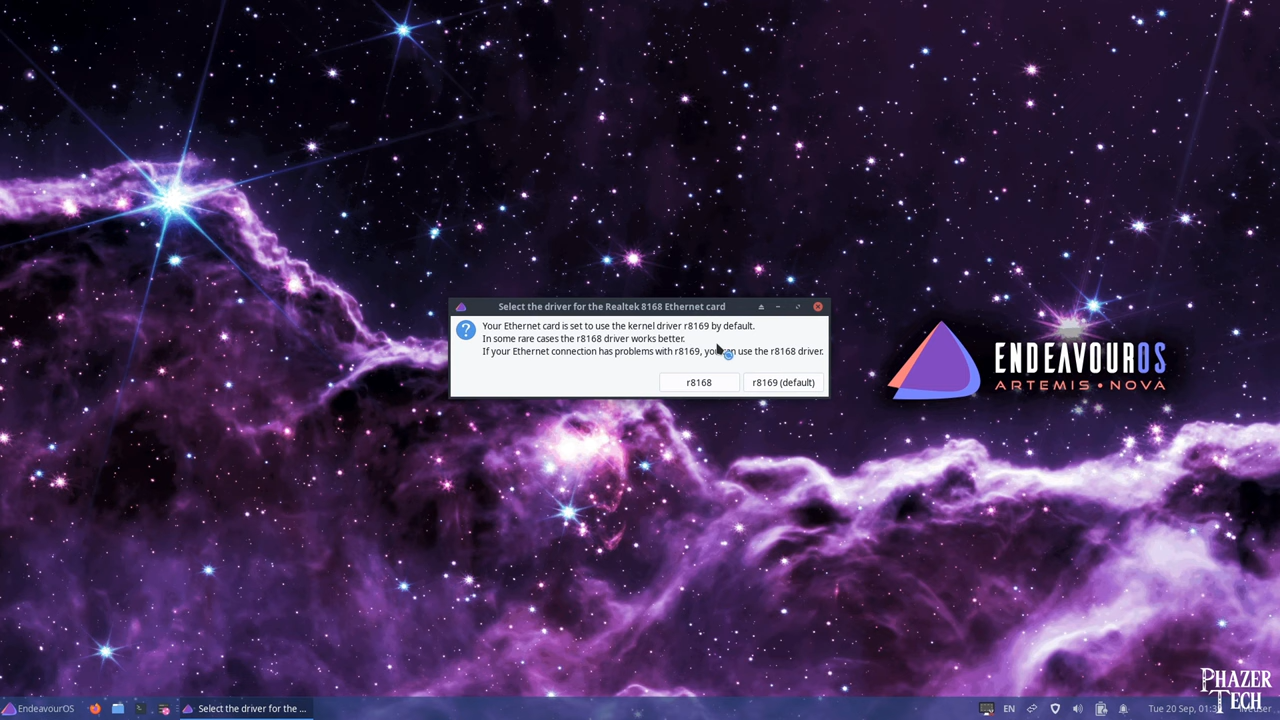 Select the driver for the Realtek 8168 Ethernet card
Your Ethernet card is set to use the kernel driver r8169 by default.
In some rare cases the r8168 driver works better.
If your Ethernet connection has problems with r8169, you can use the r8168 driver.
r8168
r8169 (default)
ENDEAVOUROS
ARTEMIS • NOVA
PHAZER
TECH
EndeavourOS
Select the driver for the ...
EN
Tue 20 Sep, 01:3